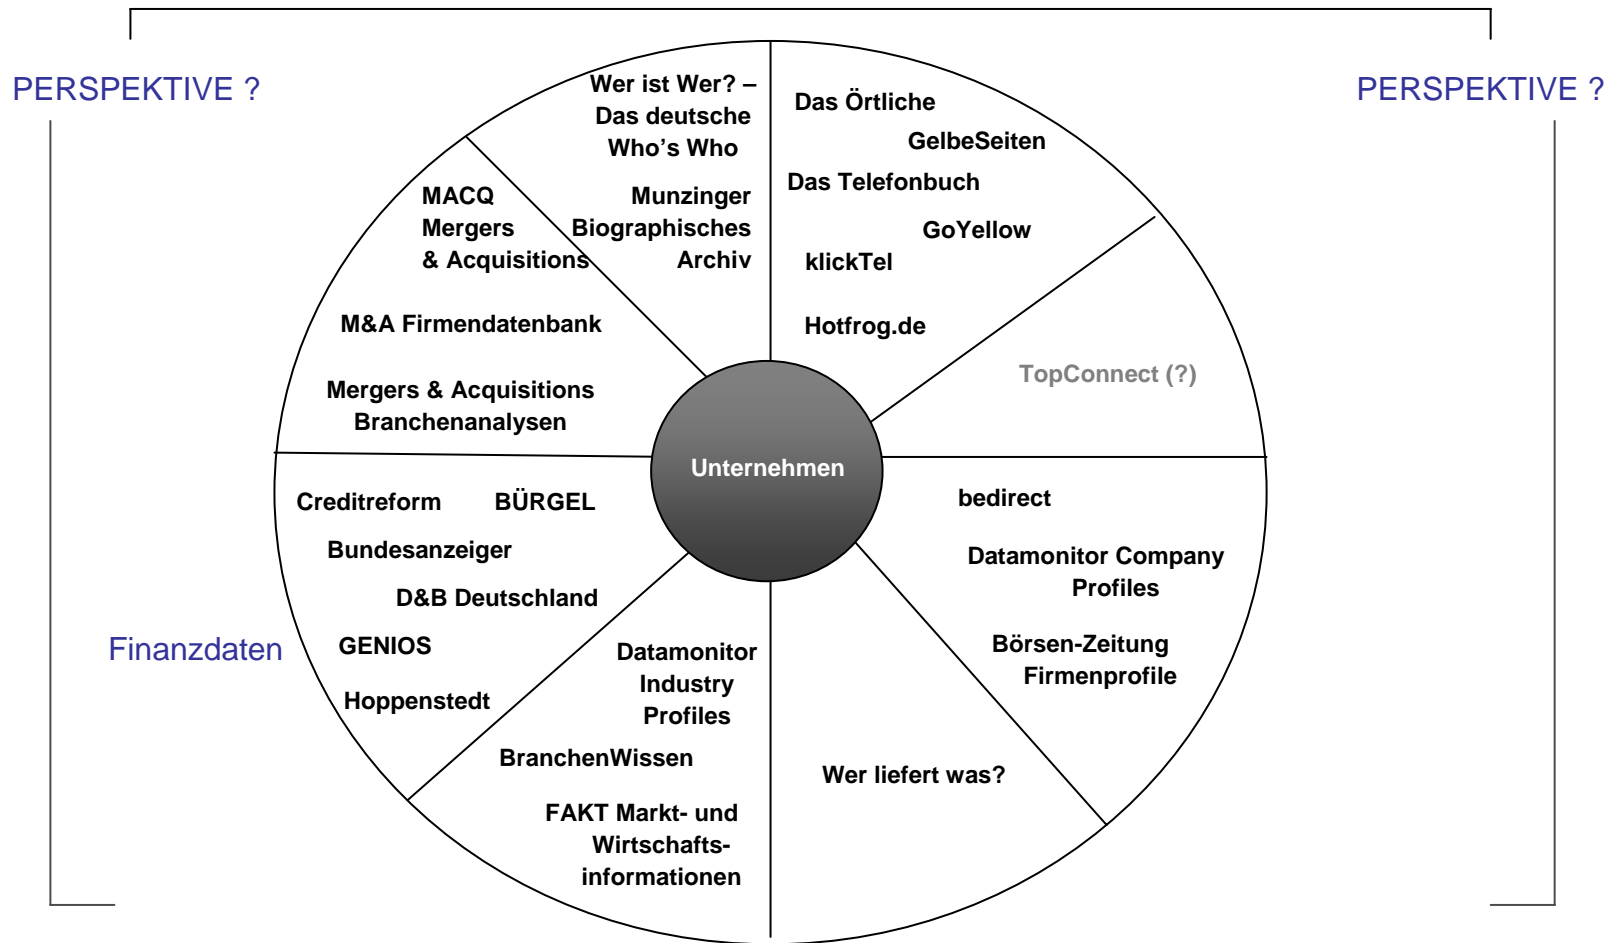 PERSPEKTIVE ?
PERSPEKTIVE ?
Wer ist Wer? –
Das deutsche
Who's Who
Munzinger
Biographisches
Archiv
Das Örtliche
GelbeSeiten
Das Telefonbuch
GoYellow
klickTel
Hotfrog.de
MACQ
Mergers
& Acquisitions
M&A Firmendatenbank
Mergers & Acquisitions
Branchenanalysen
TopConnect (?)
Unternehmen
Creditreform
BÜRGEL
Bundesanzeiger
D&B Deutschland
GENIOS
Hoppenstedt
Finanzdaten
bedirect
Datamonitor Company
Profiles
Börsen-Zeitung
Firmenprofile
Datamonitor
Industry
Profiles
BranchenWissen
FAKT Markt- und
Wirtschafts-
informationen
Wer liefert was?